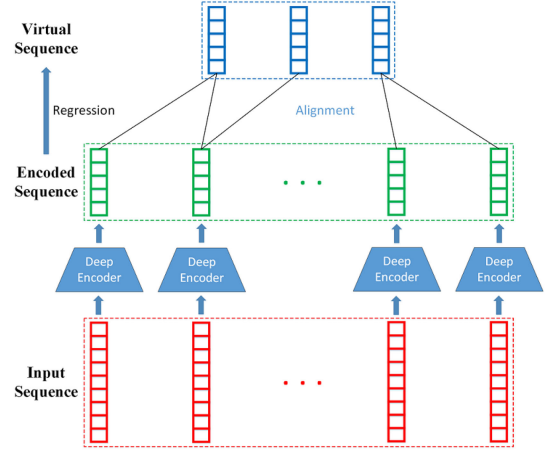 Virtual
Sequence
Regression
Alignment
Encoded
Sequence
. . .
Deep
Encoder
Deep
Encoder
Deep
Encoder
Deep
Encoder
Input
Sequence
. . .